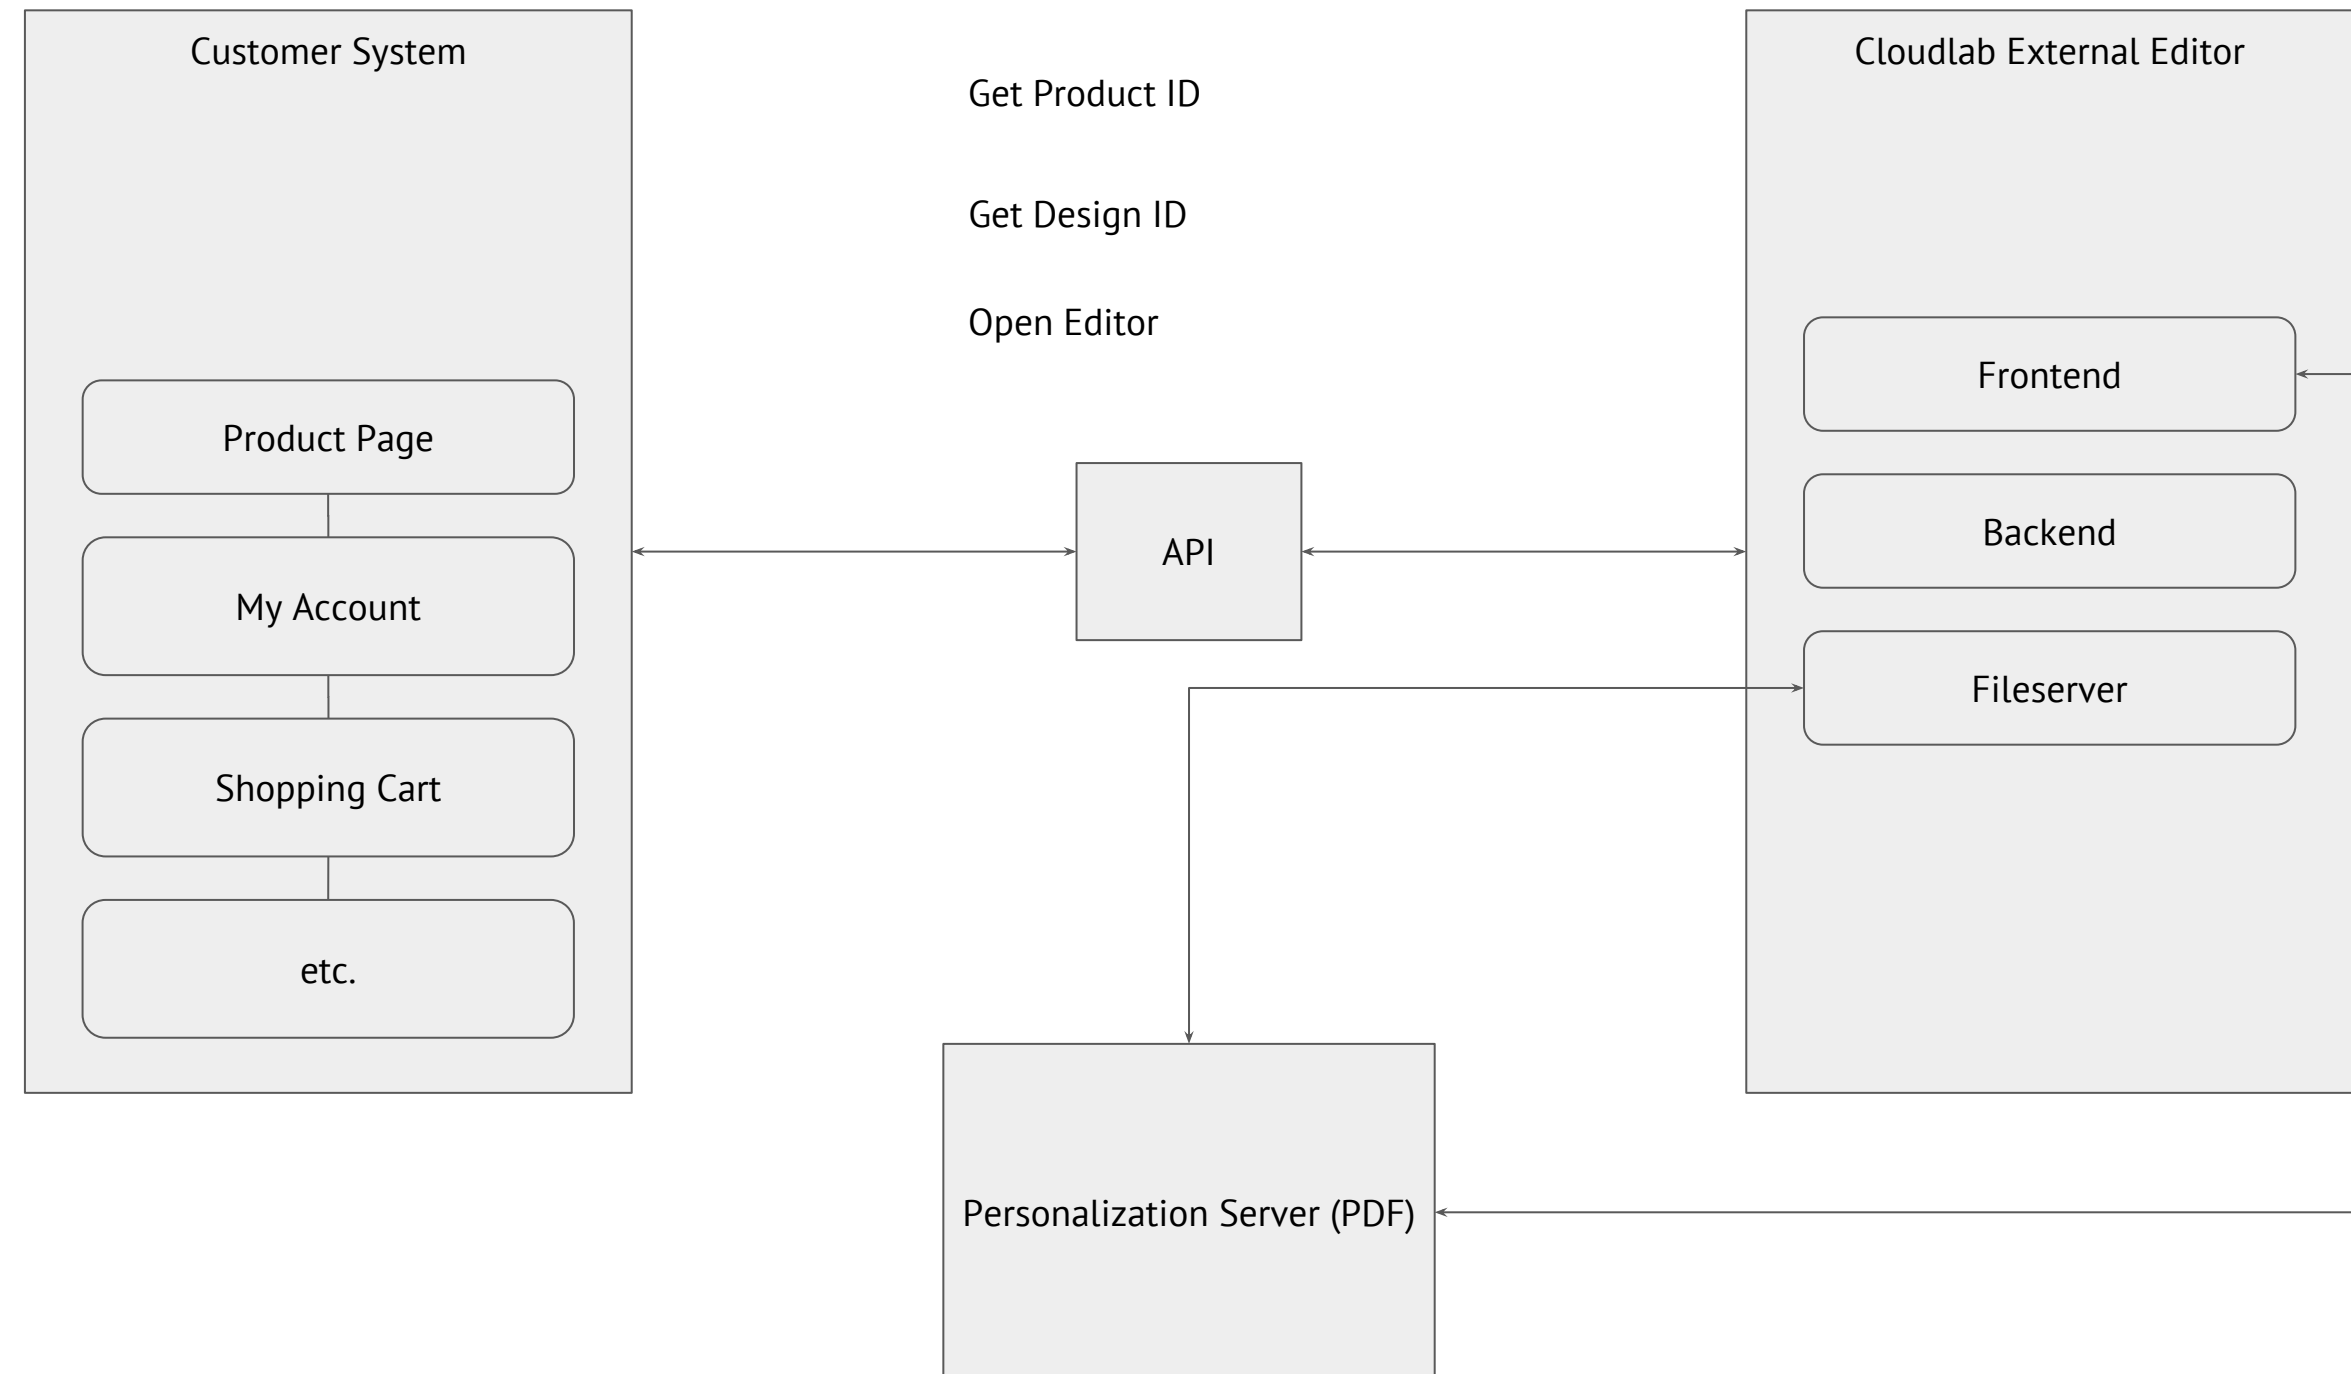 Customer System
Product Page
My Account
Shopping Cart
etc.
Get Product ID
Get Design ID
Open Editor
API
Personalization Server (PDF)
Cloudlab External Editor
Frontend
Backend
Fileserver